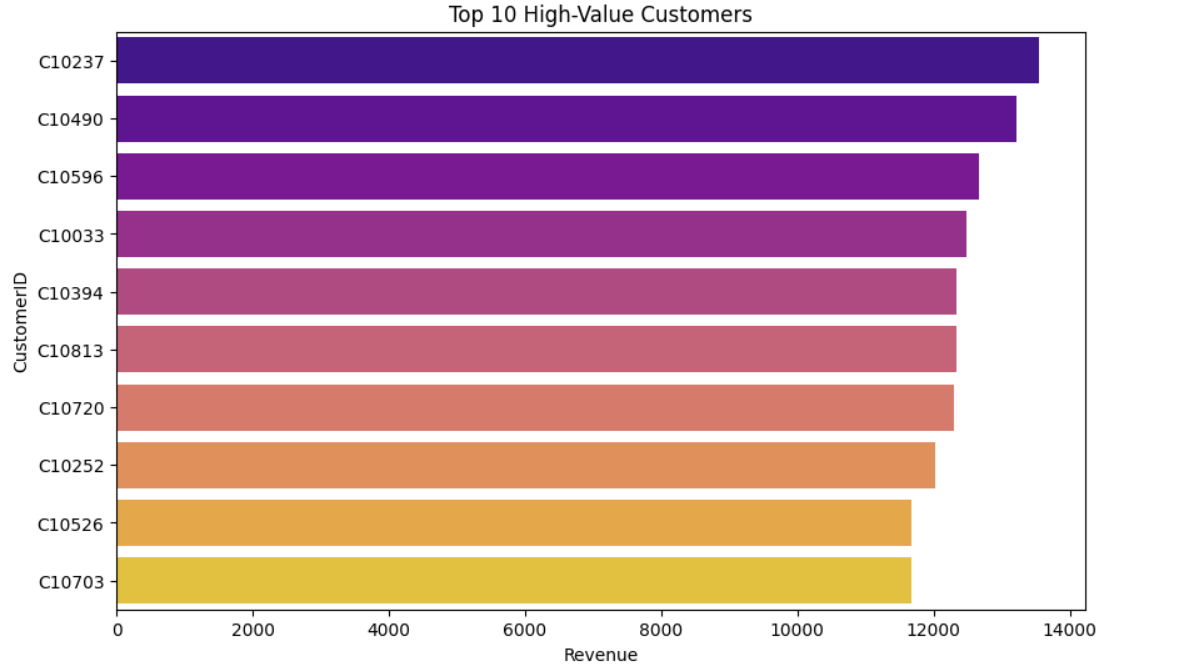 Top 10 High-Value Customers
CustomerID
C10237
C10490
C10596
C10033
C10394
C10813
C10720
C10252
C10526
C10703
0 2000 4000 6000 8000 10000 12000 14000
Revenue